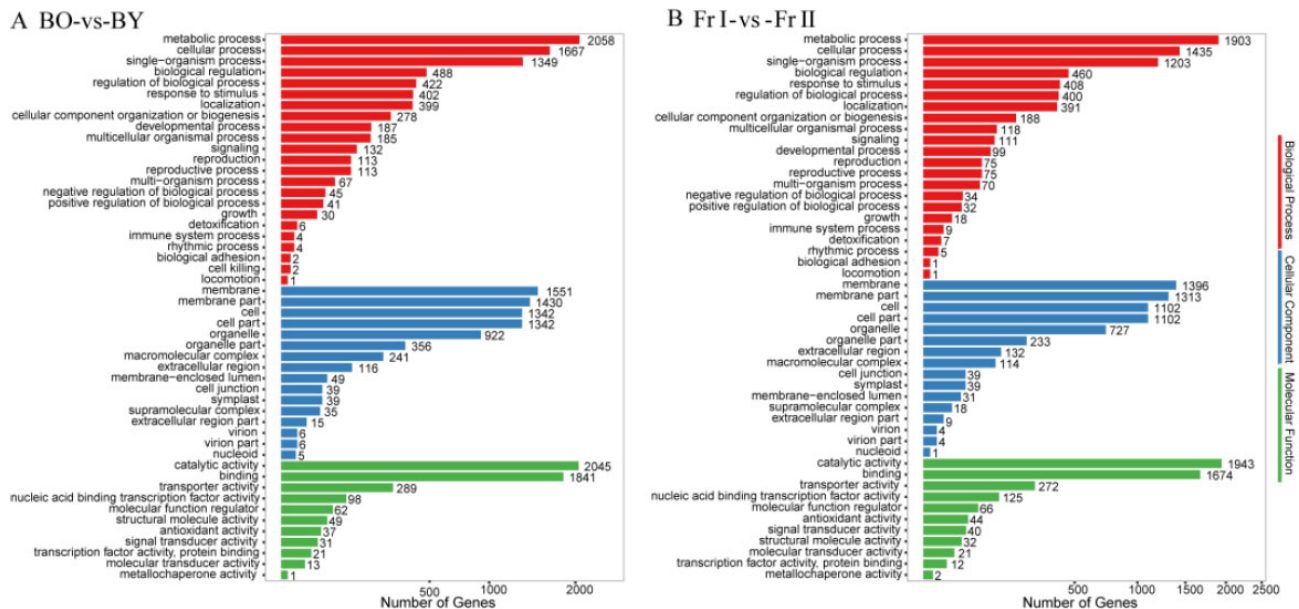 A BO-vs-BY
metabolic process 2058
cellular process 1667
single-organism process 1349
biological regulation 488
regulation of biological process 422
response to stimulus 402
localization 399
cellular component organization or biogenesis 278
developmental process 187
multicellular organismal process 185
signaling 132
reproduction 113
reproductive process 113
multi-organism process 67
negative regulation of biological process 45
positive regulation of biological process 41
growth 30
detoxification 6
immune system process 4
rhythmic process 4
biological adhesion 2
cell killing 2
locomotion 1
membrane 1551
membrane part 1430
cell 1342
cell part 1342
organelle 922
organelle part 356
macromolecular complex 241
extracellular region 116
membrane-enclosed lumen 49
cell junction 39
symplast 39
supramolecular complex 35
extracellular region part 15
virion 6
virion part 6
nucleoid 5
catalytic activity 2045
binding 1841
transporter activity 289
nucleic acid binding transcription factor activity 98
molecular function regulator 62
structural molecule activity 49
antioxidant activity 37
signal transducer activity 31
transcription factor activity, protein binding 21
molecular transducer activity 13
metallochaperone activity 1
500 1000 2000
Number of Genes
B Fr I-vs -Fr II
metabolic process 1903
cellular process 1435
single-organism process 1203
biological regulation 460
response to stimulus 408
regulation of biological process 400
localization 391
cellular component organization or biogenesis 188
multicellular organismal process 118
signaling 111
developmental process 99
reproduction 75
reproductive process 75
multi-organism process 70
negative regulation of biological process 34
positive regulation of biological process 32
growth 18
immune system process 9
detoxification 7
rhythmic process 5
biological adhesion 1
locomotion 1
membrane 1396
membrane part 1313
cell 1102
cell part 1102
organelle 727
organelle part 233
extracellular region 132
macromolecular complex 114
cell junction 39
symplast 39
membrane-enclosed lumen 31
supramolecular complex 18
extracellular region part 9
virion 4
virion part 4
nucleoid 1
catalytic activity 1943
binding 1674
transporter activity 272
nucleic acid binding transcription factor activity 125
molecular function regulator 66
antioxidant activity 44
signal transducer activity 40
structural molecule activity 32
molecular transducer activity 21
transcription factor activity, protein binding 12
metallochaperone activity 2
500 1000 1500 2000 2500
Number of Genes
Biological Process
Cellular Component
Molecular Function